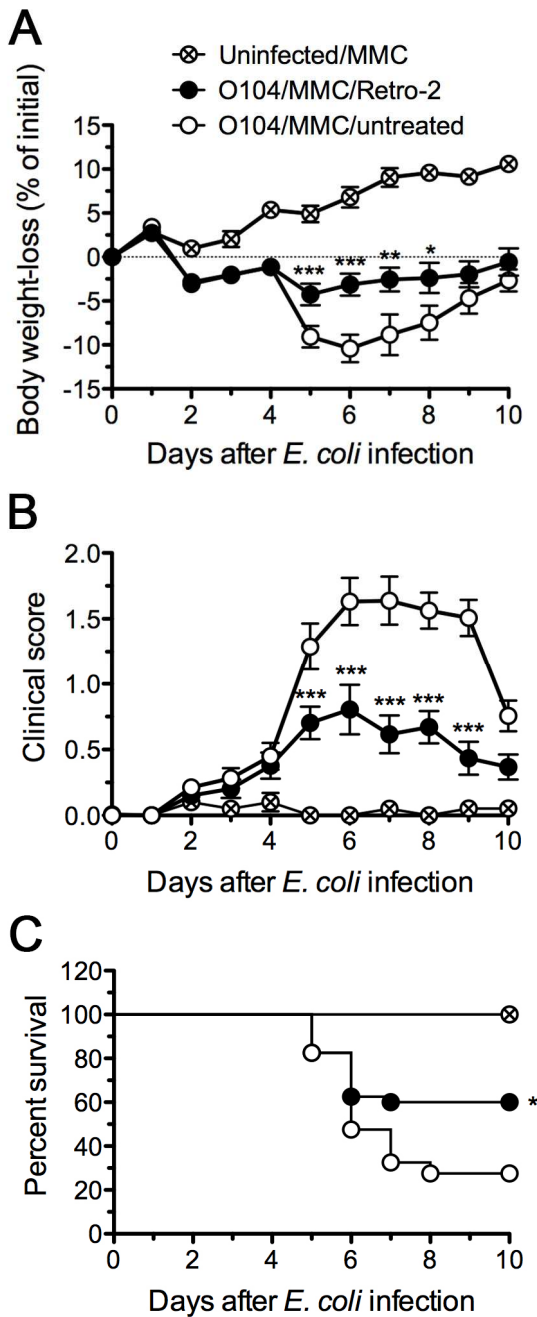 A
Uninfected/MMC
O104/MMC/Retro-2
O104/MMC/untreated
Body weight-loss (% of initial)
15
10
5
0
-5
-10
-15
*** *** ** *
0 2 4 6 8 10
Days after E. coli infection
B
Clinical score
2.0
1.5
1.0
0.5
0.0
*** *** *** *** ***
0 2 4 6 8 10
Days after E. coli infection
C
Percent survival
120
100
80
60
40
20
0
*
0 2 4 6 8 10
Days after E. coli infection